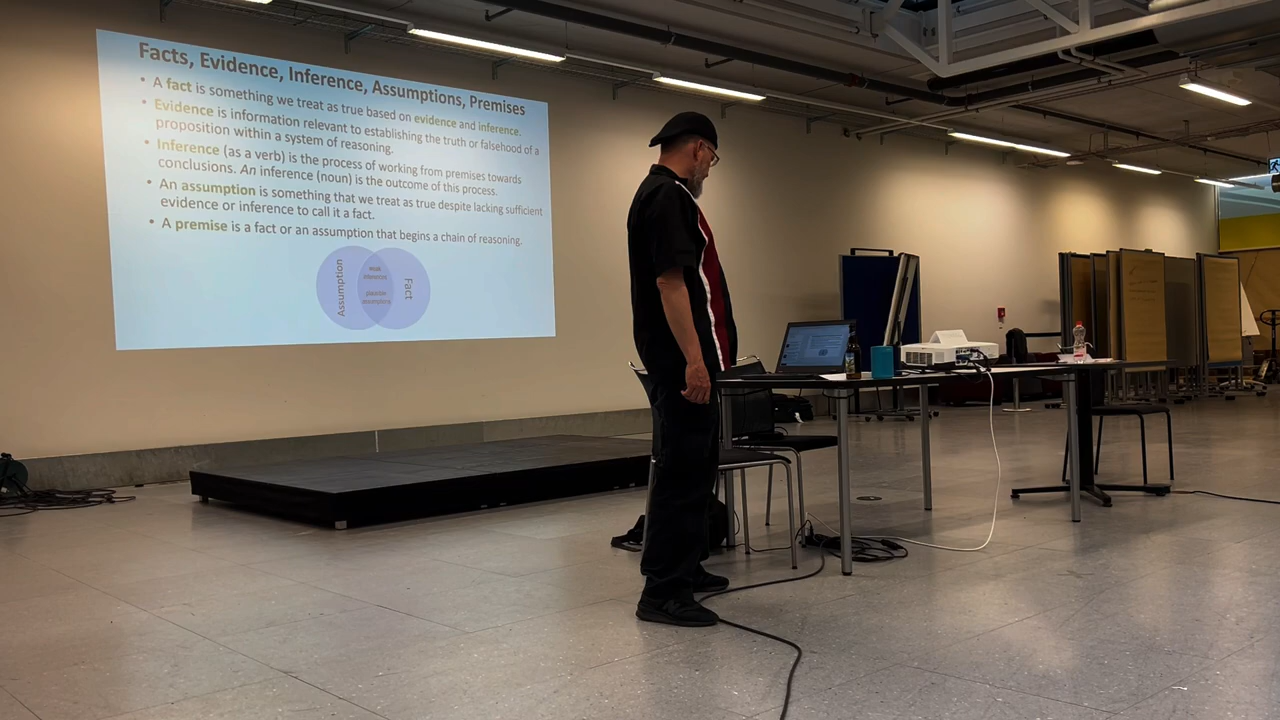 Facts, Evidence, Inference, Assumptions, Premises
• A fact is something we treat as true based on evidence and inference.
• Evidence is information relevant to establishing the truth or falsehood of a
proposition within a system of reasoning.
• Inference (as a verb) is the process of working from premises towards
conclusions. An inference (noun) is the outcome of this process.
• An assumption is something that we treat as true despite lacking sufficient
evidence or inference to call it a fact.
• A premise is a fact or an assumption that begins a chain of reasoning.
Assumption
weak
inferences
plausible
assumptions
Fact